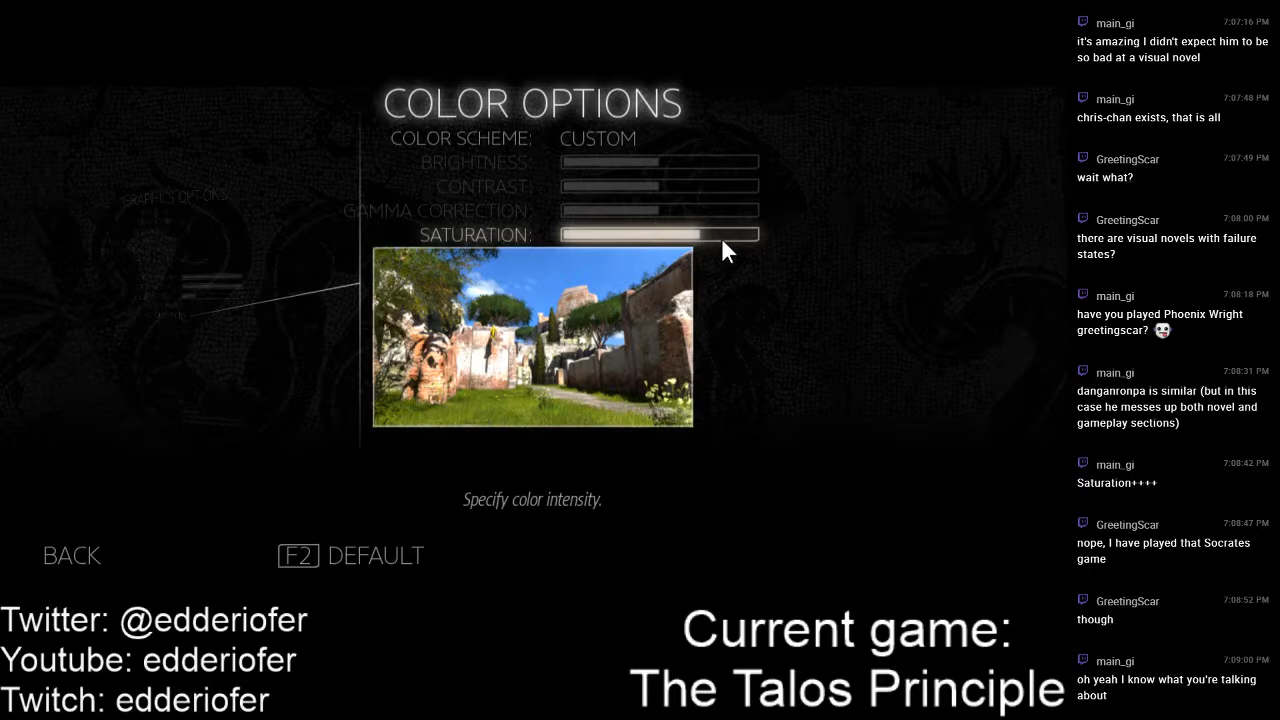 COLOR OPTIONS
COLOR SCHEME: CUSTOM
BRIGHTNESS:
CONTRAST:
GAMMA CORRECTION:
SATURATION:
GRAPHICS OPTIONS
Specify color intensity.
BACK
F2 DEFAULT
Twitter: @edderiofer
Youtube: edderiofer
Twitch: edderiofer
Current game:
The Talos Principle
main_gi 7:07:16 PM
it's amazing I didn't expect him to be
so bad at a visual novel
main_gi 7:07:48 PM
chris-chan exists, that is all
GreetingScar 7:07:49 PM
wait what?
GreetingScar 7:08:00 PM
there are visual novels with failure
states?
main_gi 7:08:18 PM
have you played Phoenix Wright
greetingscar?
main_gi 7:08:31 PM
danganronpa is similar (but in this
case he messes up both novel and
gameplay sections)
main_gi 7:08:42 PM
Saturation++++
GreetingScar 7:08:47 PM
nope, I have played that Socrates
game
GreetingScar 7:08:52 PM
though
main_gi 7:09:00 PM
oh yeah I know what you're talking
about